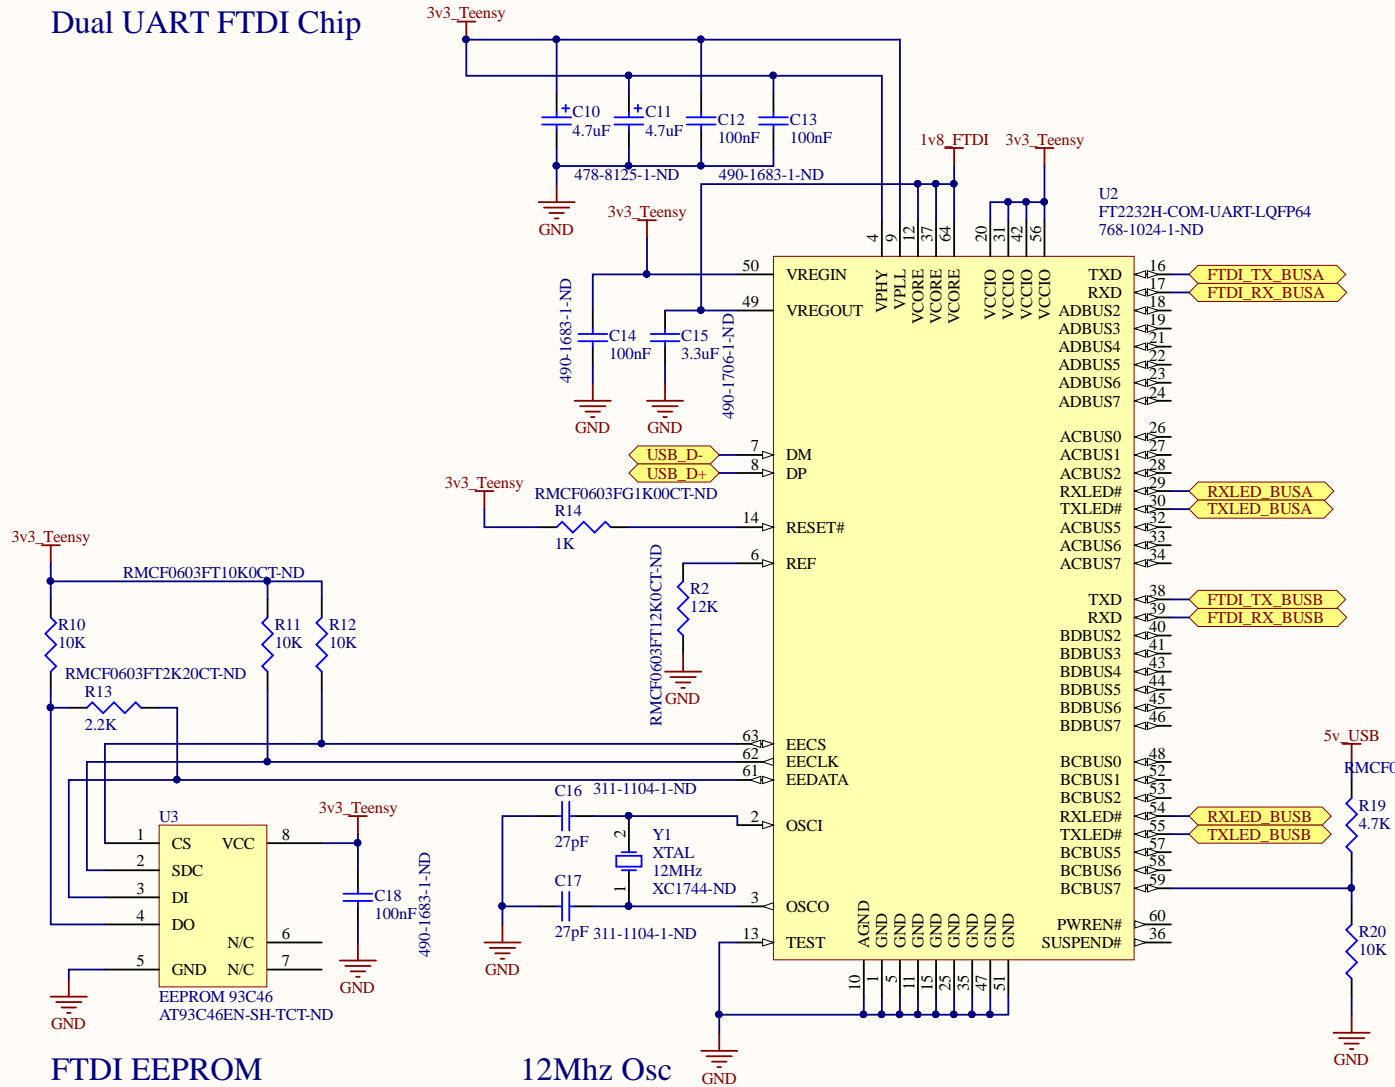 Dual UART FTDI Chip
3v3_Teensy
C10
4.7uF
C11
4.7uF
C12
100nF
C13
100nF
478-8125-1-ND
490-1683-1-ND
GND
1v8_FTDI
3v3_Teensy
U2
FT2232H-COM-UART-LQFP64
768-1024-1-ND
3v3_Teensy
490-1683-1-ND
C14
100nF
C15
3.3uF
490-1706-1-ND
GND
GND
4
9
12
37
64
20
31
42
56
VPHY
VPLL
VCORE
VCORE
VCORE
VCCIO
VCCIO
VCCIO
VCCIO
50
VREGIN
49
VREGOUT
USB_D-
7
DM
USB_D+
8
DP
3v3_Teensy
RMCF0603FG1K00CT-ND
R14
1K
14
RESET#
6
REF
RMCF0603FT12K0CT-ND
R2
12K
GND
3v3_Teensy
RMCF0603FT10K0CT-ND
R10
10K
R11
10K
R12
10K
RMCF0603FT2K20CT-ND
R13
2.2K
63
EECS
62
EECLK
61
EEDATA
C16
311-1104-1-ND
27pF
2
OSCI
2
Y1
XTAL
12MHz
XC1744-ND
1
C17
27pF
311-1104-1-ND
3
OSCO
13
TEST
GND
U3
1
CS
2
SDC
3
DI
4
DO
5
GND
VCC
8
N/C
6
N/C
7
EEPROM 93C46
AT93C46EN-SH-TCT-ND
3v3_Teensy
C18
100nF
490-1683-1-ND
GND
GND
TXD
16
FTDI_TX_BUSA
RXD
17
FTDI_RX_BUSA
ADBUS2
18
ADBUS3
19
ADBUS4
21
ADBUS5
22
ADBUS6
23
ADBUS7
24
ACBUS0
26
ACBUS1
27
ACBUS2
28
RXLED#
29
RXLED_BUSA
TXLED#
30
TXLED_BUSA
ACBUS5
32
ACBUS6
33
ACBUS7
34
TXD
38
FTDI_TX_BUSB
RXD
39
FTDI_RX_BUSB
BDBUS2
40
BDBUS3
41
BDBUS4
43
BDBUS5
44
BDBUS6
45
BDBUS7
46
BCBUS0
48
BCBUS1
52
BCBUS2
53
RXLED#
54
RXLED_BUSB
TXLED#
55
TXLED_BUSB
BCBUS5
57
BCBUS6
58
BCBUS7
59
PWREN#
60
SUSPEND#
36
5v_USB
RMCF0
R19
4.7K
R20
10K
GND
AGND
GND
GND
GND
GND
GND
GND
GND
GND
10
1
5
11
15
25
35
47
51
GND
FTDI EEPROM
12Mhz Osc